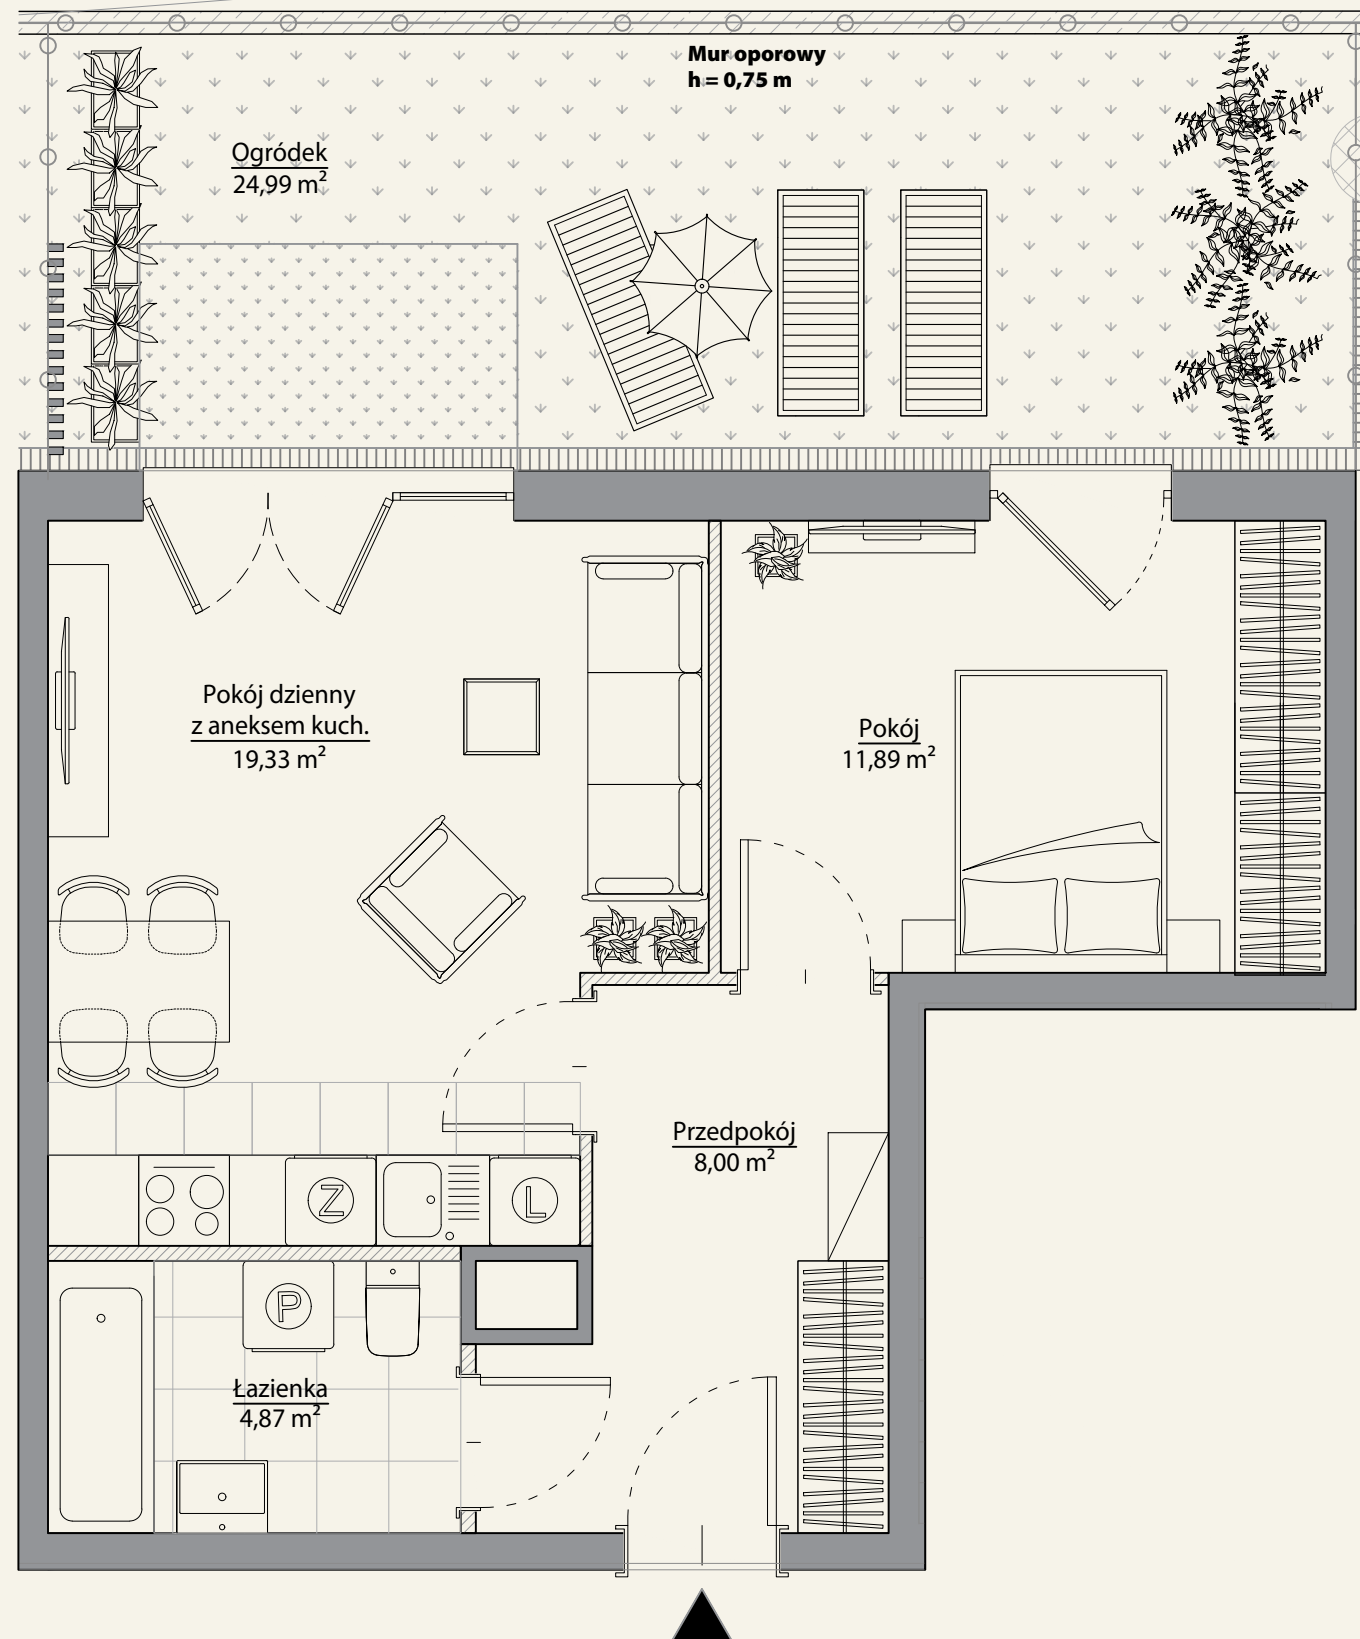 Mur oporowy
h= 0,75 m
Ogródek
24,99 m²
Pokój dzienny
z aneksem kuch.
19,33 m²
Pokój
11,89 m²
Przedpokój
8,00 m²
Z
L
P
Łazienka
4,87 m²